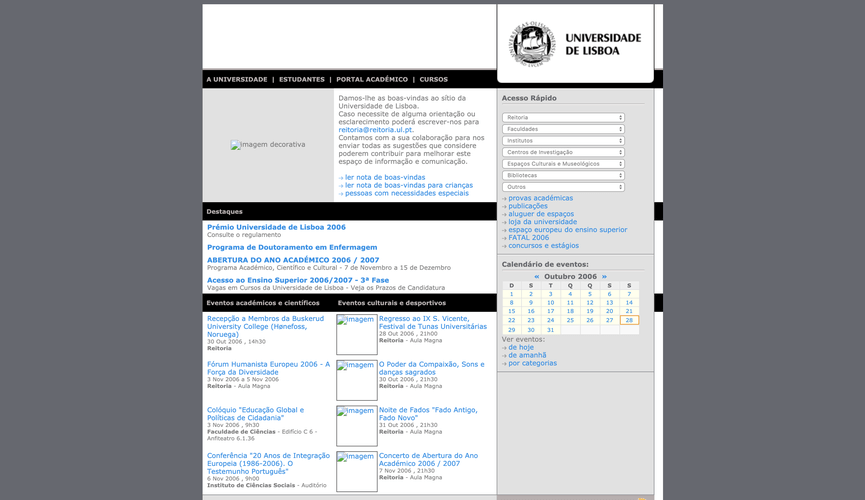 UNIVERSIDADE
DE LISBOA
A UNIVERSIDADE | ESTUDANTES | PORTAL ACADÉMICO | CURSOS
imagem decorativa
Damos-lhe as boas-vindas ao sítio da
Universidade de Lisboa.
Caso necessite de alguma orientação ou
esclarecimento poderá escrever-nos para
reitoria@reitoria.ul.pt.
Contamos com a sua colaboração para nos
enviar todas as sugestões que considere
poderem contribuir para melhorar este
espaço de informação e comunicação.
ler nota de boas-vindas
ler nota de boas-vindas para crianças
pessoas com necessidades especiais
Destaques
Prémio Universidade de Lisboa 2006
Consulte o regulamento
Programa de Doutoramento em Enfermagem
ABERTURA DO ANO ACADÉMICO 2006 / 2007
Programa Académico, Científico e Cultural - 7 de Novembro a 15 de Dezembro
Acesso ao Ensino Superior 2006/2007 - 3ª Fase
Vagas em Cursos da Universidade de Lisboa - Veja os Prazos de Candidatura
Eventos académicos e científicos
Recepção a Membros da Buskerud
University College (Hønefoss,
Noruega)
30 Out 2006 , 14h30
Reitoria
Fórum Humanista Europeu 2006 - A
Força da Diversidade
3 Nov 2006 a 5 Nov 2006
Reitoria - Aula Magna
Colóquio "Educação Global e
Políticas de Cidadania"
3 Nov 2006 , 9h30
Faculdade de Ciências - Edifício C 6 -
Anfiteatro 6.1.36
Conferência "20 Anos de Integração
Europeia (1986-2006). O
Testemunho Português"
6 Nov 2006 , 9h00
Instituto de Ciências Sociais - Auditório
Eventos culturais e desportivos
imagem
Regresso ao IX S. Vicente,
Festival de Tunas Universitárias
28 Out 2006 , 21h00
Reitoria - Aula Magna
imagem
O Poder da Compaixão, Sons e
danças sagrados
30 Out 2006 , 21h30
Reitoria - Aula Magna
imagem
Noite de Fados "Fado Antigo,
Fado Novo"
31 Out 2006 , 21h30
Reitoria - Aula Magna
imagem
Concerto de Abertura do Ano
Académico 2006 / 2007
7 Nov 2006 , 21h30
Reitoria - Aula Magna
Acesso Rápido
Reitoria
Faculdades
Institutos
Centros de Investigação
Espaços Culturais e Museológicos
Bibliotecas
Outros
provas académicas
publicações
aluguer de espaços
loja da universidade
espaço europeu do ensino superior
FATAL 2006
concursos e estágios
Calendário de eventos:
« Outubro 2006 »
D S T Q Q S S
1 2 3 4 5 6 7
8 9 10 11 12 13 14
15 16 17 18 19 20 21
22 23 24 25 26 27 28
29 30 31
Ver eventos:
de hoje
de amanhã
por categorias